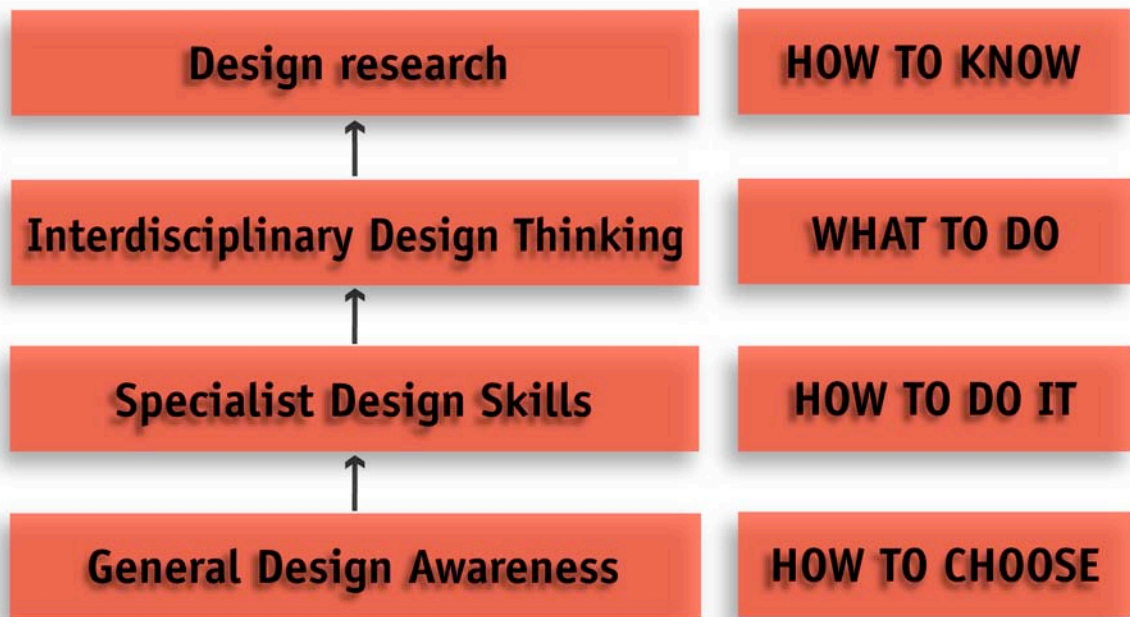 Design research
HOW TO KNOW
Interdisciplinary Design Thinking
WHAT TO DO
Specialist Design Skills
HOW TO DO IT
General Design Awareness
HOW TO CHOOSE